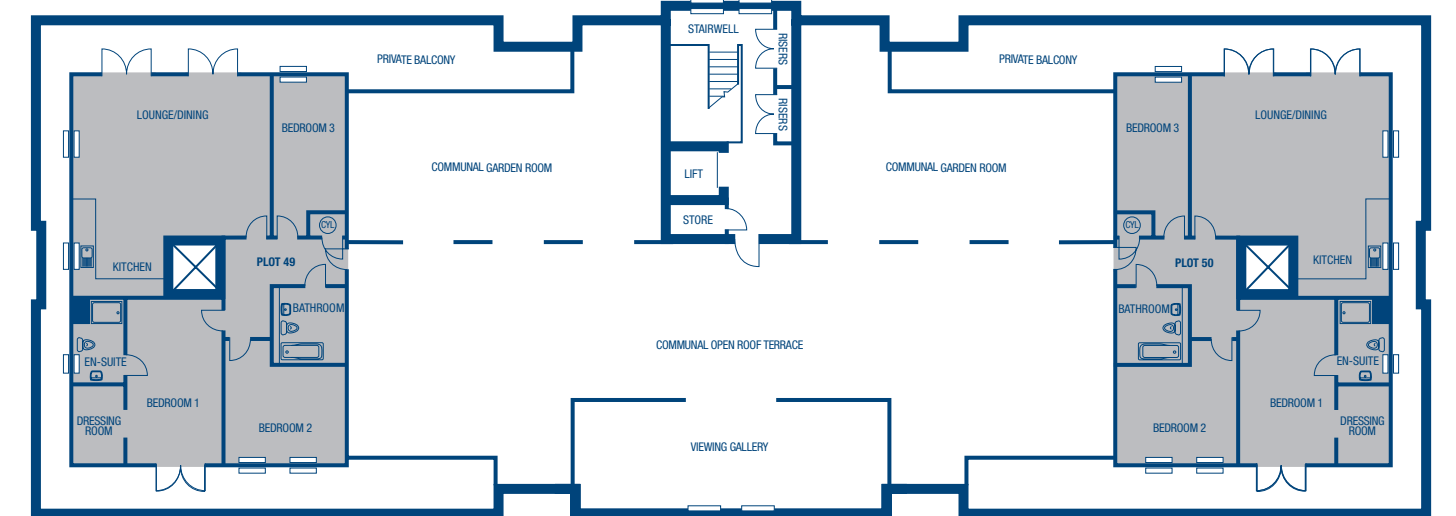 STAIRWELL
RISERS
RISERS
LIFT
STORE
PRIVATE BALCONY
LOUNGE/DINING
BEDROOM 3
CYL
KITCHEN
PLOT 49
BATHROOM
EN-SUITE
BEDROOM 1
DRESSING
ROOM
BEDROOM 2
COMMUNAL GARDEN ROOM
COMMUNAL GARDEN ROOM
COMMUNAL OPEN ROOF TERRACE
VIEWING GALLERY
PRIVATE BALCONY
BEDROOM 3
LOUNGE/DINING
CYL
PLOT 50
KITCHEN
BATHROOM
EN-SUITE
BEDROOM 1
DRESSING
ROOM
BEDROOM 2